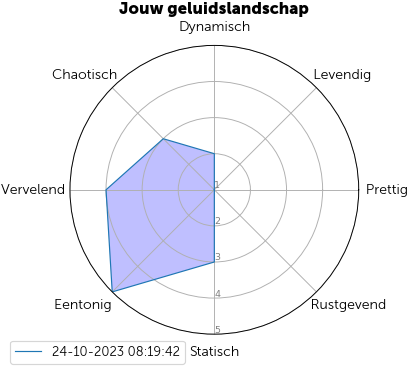 Jouw geluidslandschap
Dynamisch
Chaotisch
Levendig
Vervelend
1
Prettig
2
3
4
Eentonig
Rustgevend
5
24-10-2023 08:19:42
Statisch